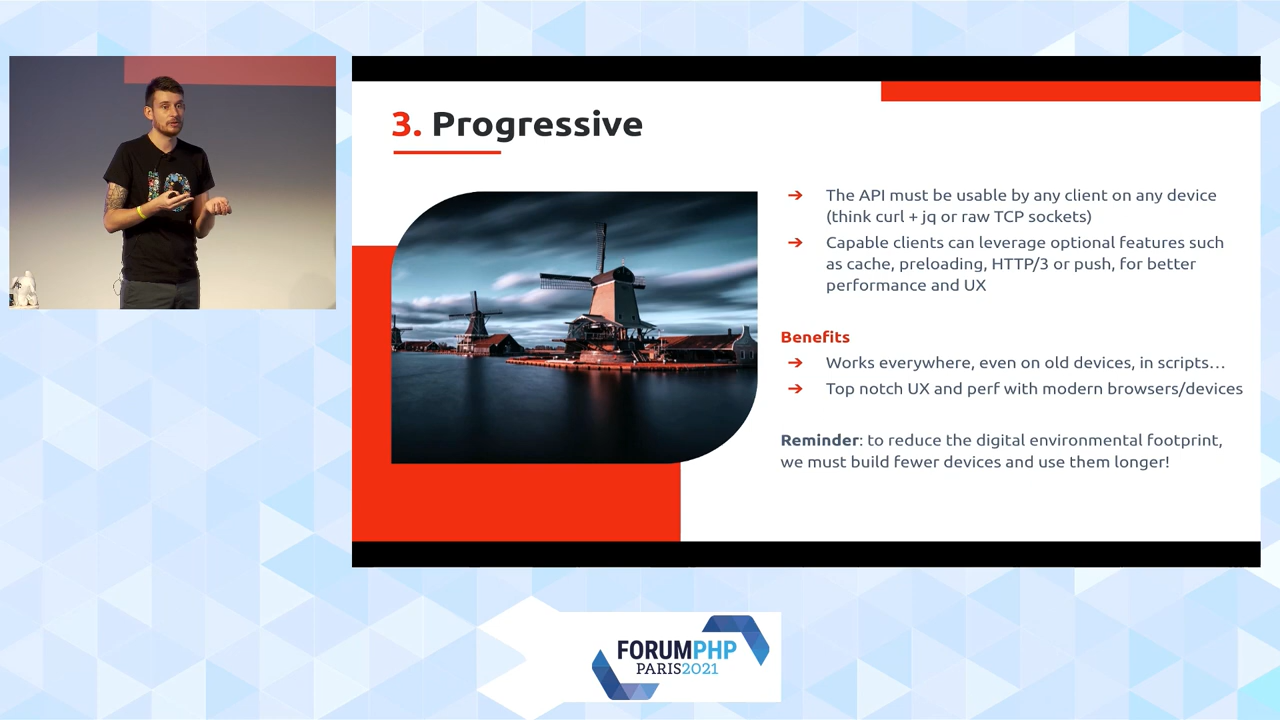 3. Progressive
➔ The API must be usable by any client on any device
(think curl + jq or raw TCP sockets)
➔ Capable clients can leverage optional features such
as cache, preloading, HTTP/3 or push, for better
performance and UX
Benefits
➔ Works everywhere, even on old devices, in scripts…
➔ Top notch UX and perf with modern browsers/devices
Reminder: to reduce the digital environmental footprint,
we must build fewer devices and use them longer!
FORUMPHP
PARIS2021